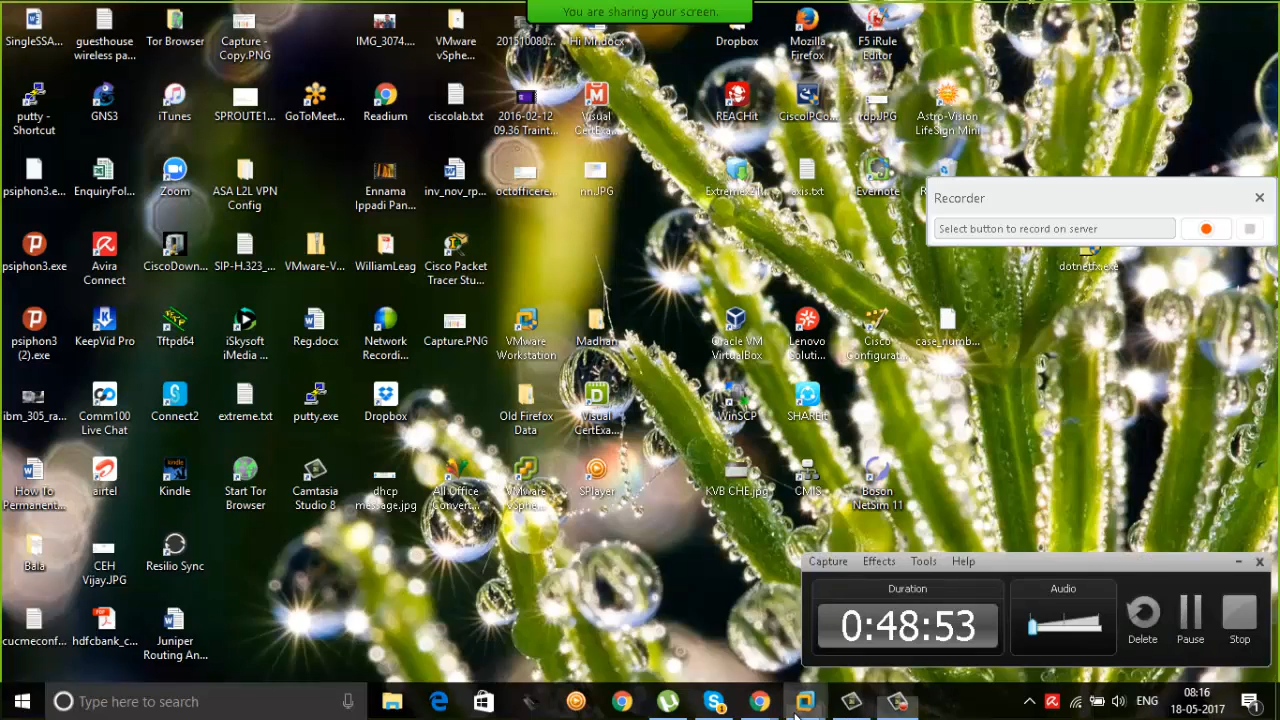 You are sharing your screen.
SingleSSA...
guesthouse
wireless pa...
Tor Browser
Capture -
Copy.PNG
IMG_3074....
VMware
vSphe...
Dropbox
Mozilla
Firefox
F5 iRule
Editor
putty -
Shortcut
GNS3
iTunes
SPROUTE1...
GoToMeet...
Readium
ciscolab.txt
2016-02-12
09.36 Traint...
Visual
CertExa...
REACHit
CiscoIPCo...
rdp.JPG
Astro-Vision
LifeSign Mini
psiphon3.e...
EnquiryFol...
Zoom
ASA L2L VPN
Config
Ennama
Ippadi Pan...
inv_nov_rp...
octofficere...
nn.JPG
axis.txt
Evernote
Recorder
Select button to record on server
psiphon3.exe
Avira
Connect
CiscoDown...
SIP-H.323_...
VMware-V...
WilliamLeag
Cisco Packet
Tracer Stu...
dotnetfx.exe
psiphon3
(2).exe
KeepVid Pro
Tftpd64
iSkysoft
iMedia ...
Reg.docx
Network
Recordi...
Capture.PNG
VMware
Workstation
Madhan
Oracle VM
VirtualBox
Lenovo
Soluti...
Cisco
Configurat...
case_numb...
ibm_305_ra...
Comm100
Live Chat
Connect2
extreme.txt
putty.exe
Dropbox
Old Firefox
Data
Visual
CertExa...
WinSCP
SHAREit
How To
Permanent...
airtel
Kindle
Start Tor
Browser
Camtasia
Studio 8
dhcp
message.jpg
All Office
Convert...
VMware
vSphe...
SPlayer
KVB CHE.jpg
CMIS
Boson
NetSim 11
Bala
CEH
Vijay.JPG
Resilio Sync
Capture Effects Tools Help
Duration
Audio
0:48:53
Delete
Pause
Stop
cucmeconf...
hdfcbank_c...
Juniper
Routing An...
Type here to search
ENG
08:16
18-05-2017